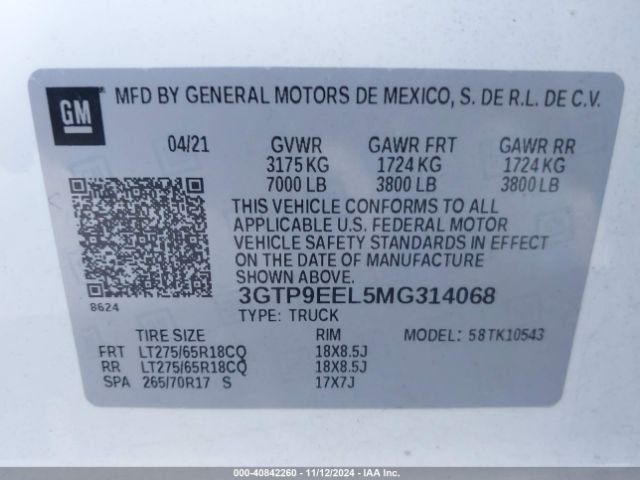 GM MFD BY GENERAL MOTORS DE MEXICO, S. DE R.L. DE C.V.
04/21 GVWR GAWR FRT GAWR RR
3175 KG 1724 KG 1724 KG
7000 LB 3800 LB 3800 LB
THIS VEHICLE CONFORMS TO ALL
APPLICABLE U.S. FEDERAL MOTOR
VEHICLE SAFETY STANDARDS IN EFFECT
ON THE DATE OF MANUFACTURE
SHOWN ABOVE.
8624
3GTP9EEL5MG314068
TYPE: TRUCK
TIRE SIZE RIM MODEL: 58TK10543
FRT LT275/65R18CQ 18X8.5J
RR LT275/65R18CQ 18X8.5J
SPA 265/70R17 S 17X7J
000-40842260 - 11/12/2024 - IAA Inc.